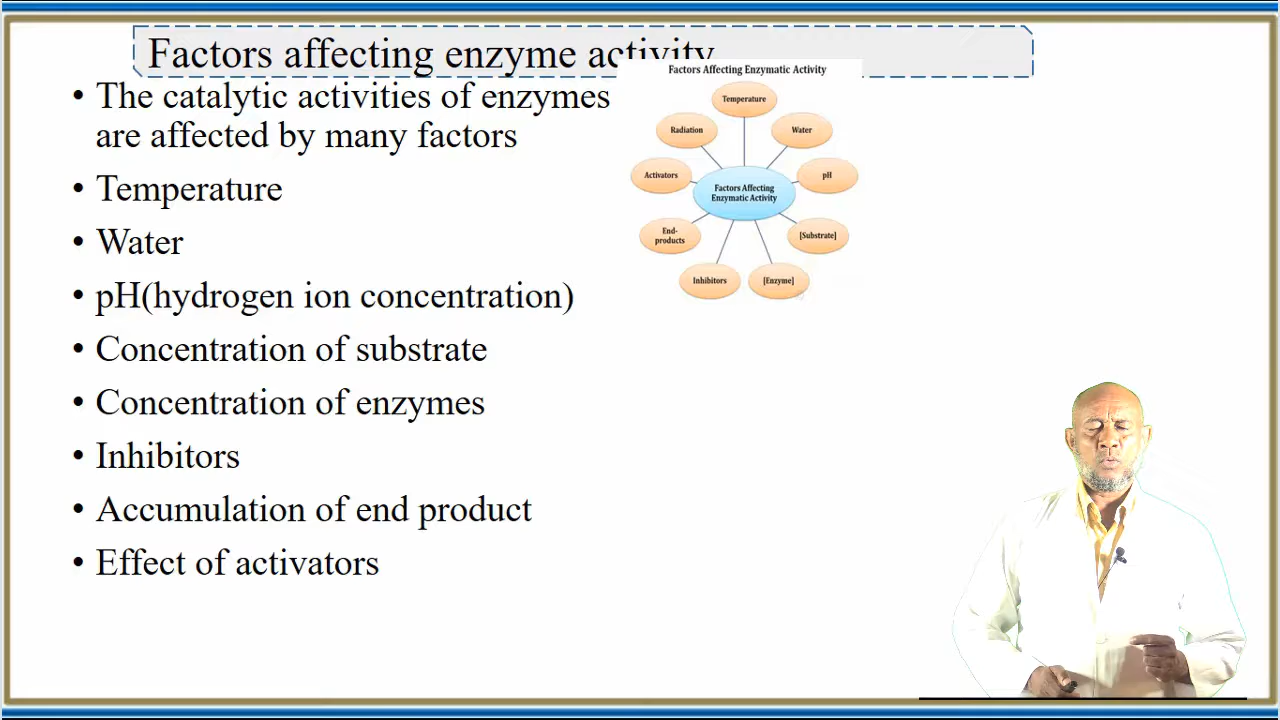 Factors affecting enzyme activity
• The catalytic activities of enzymes
are affected by many factors
• Temperature
• Water
• pH(hydrogen ion concentration)
• Concentration of substrate
• Concentration of enzymes
• Inhibitors
• Accumulation of end product
• Effect of activators
Factors Affecting Enzymatic Activity
Temperature
Radiation
Water
Activators
pH
Factors Affecting
Enzymatic Activity
End-
products
[Substrate]
Inhibitors
[Enzyme]